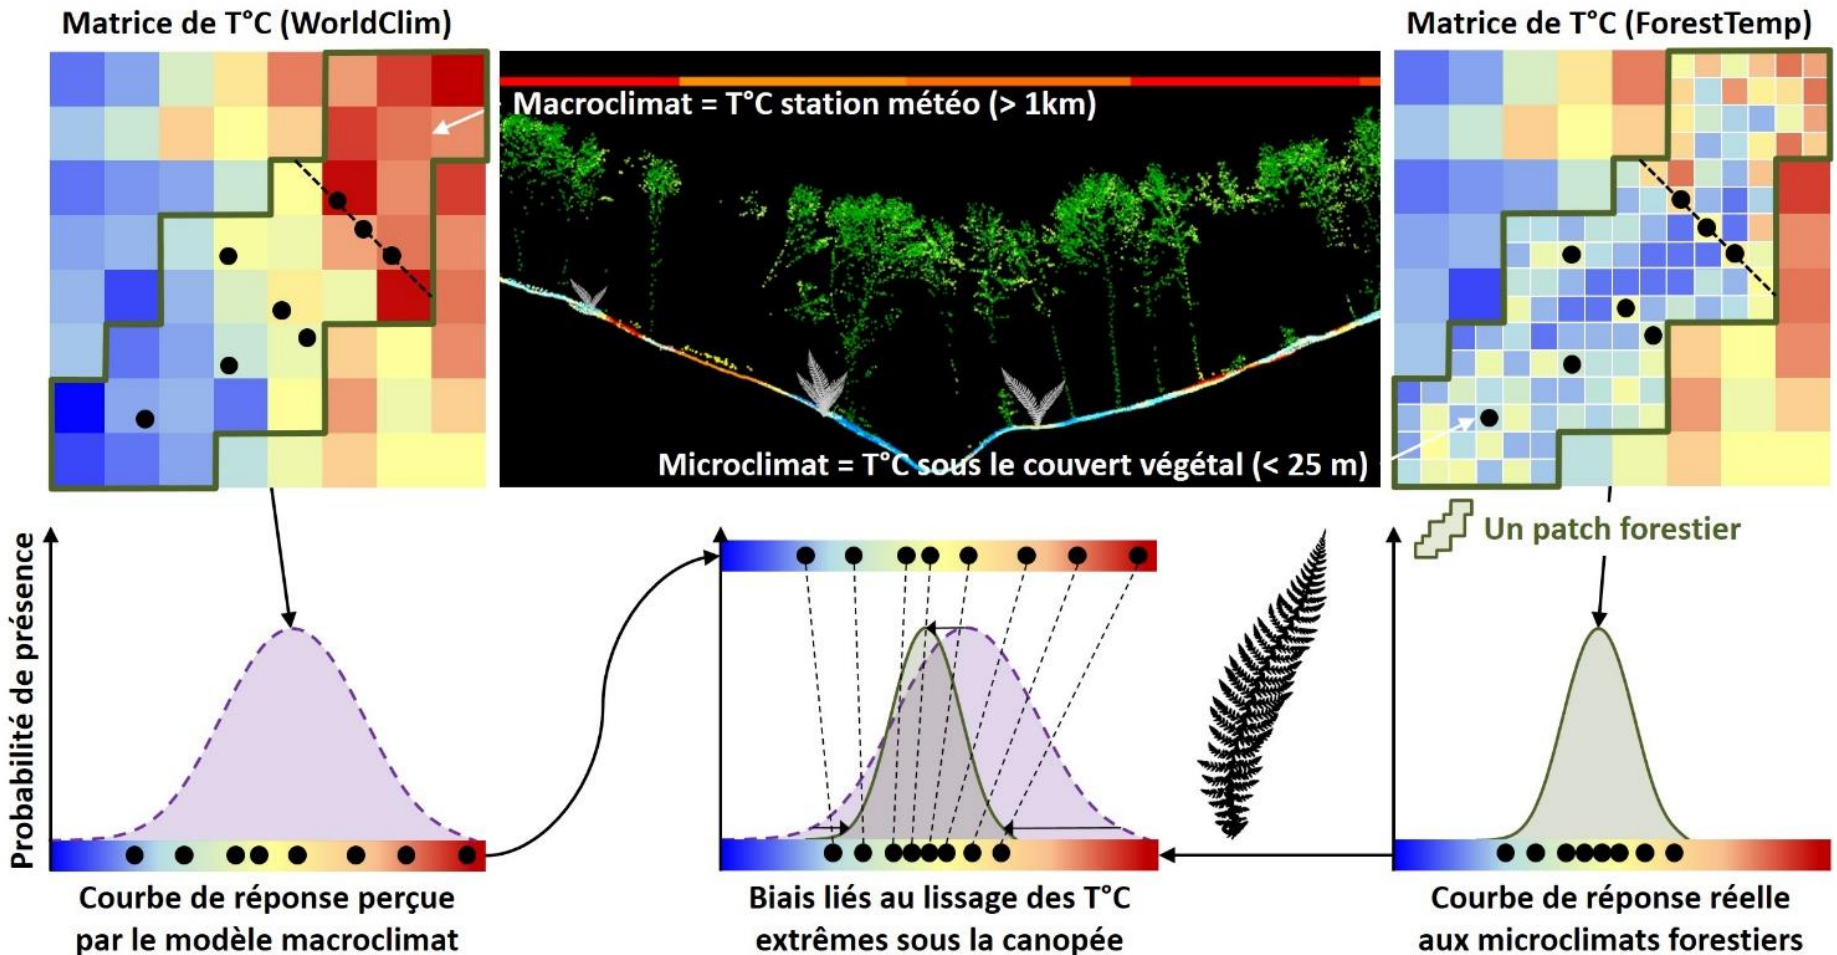 Matrice de T°C (WorldClim)
Matrice de T°C (ForestTemp)
Macroclimat = T°C station météo (> 1km)
Microclimat = T°C sous le couvert végétal (< 25 m)
Un patch forestier
Probabilité de présence
Courbe de réponse perçue
par le modèle macroclimat
Biais liés au lissage des T°C
extrêmes sous la canopée
Courbe de réponse réelle
aux microclimats forestiers